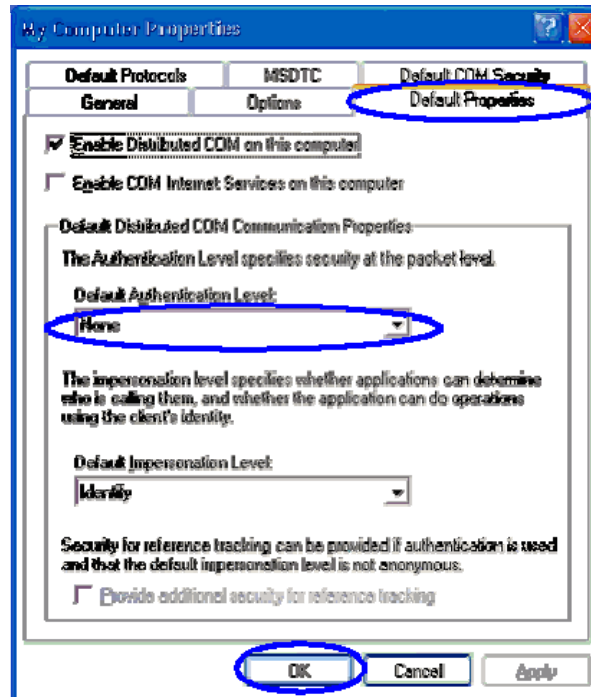 My Computer Properties
Default Protocols MSDTC Default COM Security
General Options Default Properties
Enable Distributed COM on this computer
Enable COM Internet Services on this computer
Default Distributed COM Communication Properties
The Authentication Level specifies security at the packet level.
Default Authentication Level:
None
The impersonation level specifies whether applications can determine
who is calling them, and whether the application can do operations
using the client's identity.
Default Impersonation Level:
Identify
Security for reference tracking can be provided if authentication is used
and that the default impersonation level is not anonymous.
Provide additional security for reference tracking
OK Cancel Apply